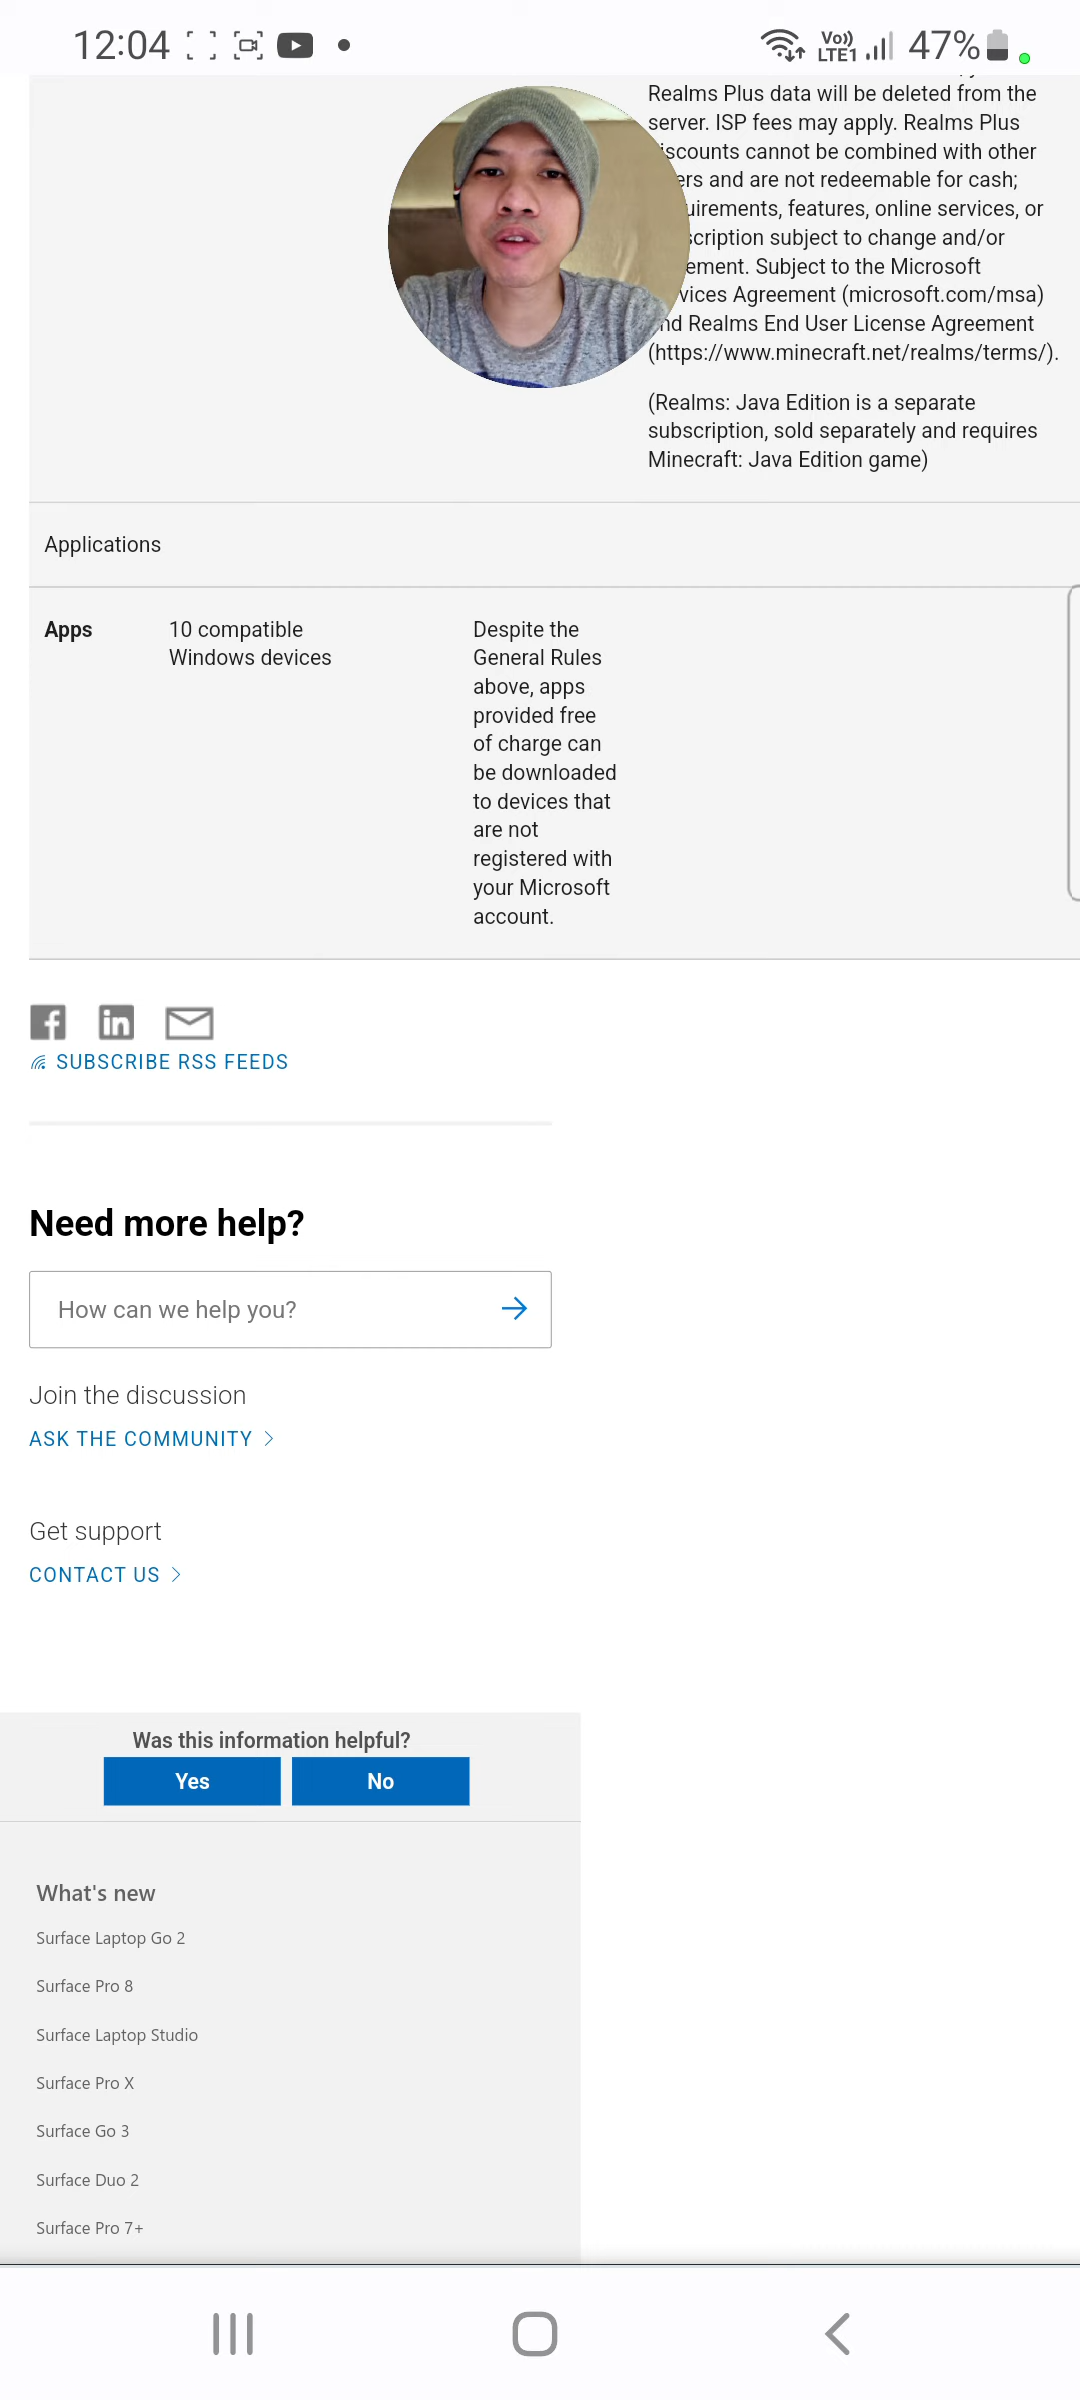 12:04
Vo)) LTE1 47%
Realms Plus data will be deleted from the
server. ISP fees may apply. Realms Plus
cannot be combined with other
and are not redeemable for cash;
features, online services, or
subject to change and/or
Subject to the Microsoft
Agreement (microsoft.com/msa)
Realms End User License Agreement
(https://www.minecraft.net/realms/terms/).
(Realms: Java Edition is a separate
subscription, sold separately and requires
Minecraft: Java Edition game)
Applications
Apps
10 compatible
Windows devices
Despite the
General Rules
above, apps
provided free
of charge can
be downloaded
to devices that
are not
registered with
your Microsoft
account.
SUBSCRIBE RSS FEEDS
Need more help?
How can we help you?
Join the discussion
ASK THE COMMUNITY
Get support
CONTACT US
Was this information helpful?
Yes
No
What's new
Surface Laptop Go 2
Surface Pro 8
Surface Laptop Studio
Surface Pro X
Surface Go 3
Surface Duo 2
Surface Pro 7+